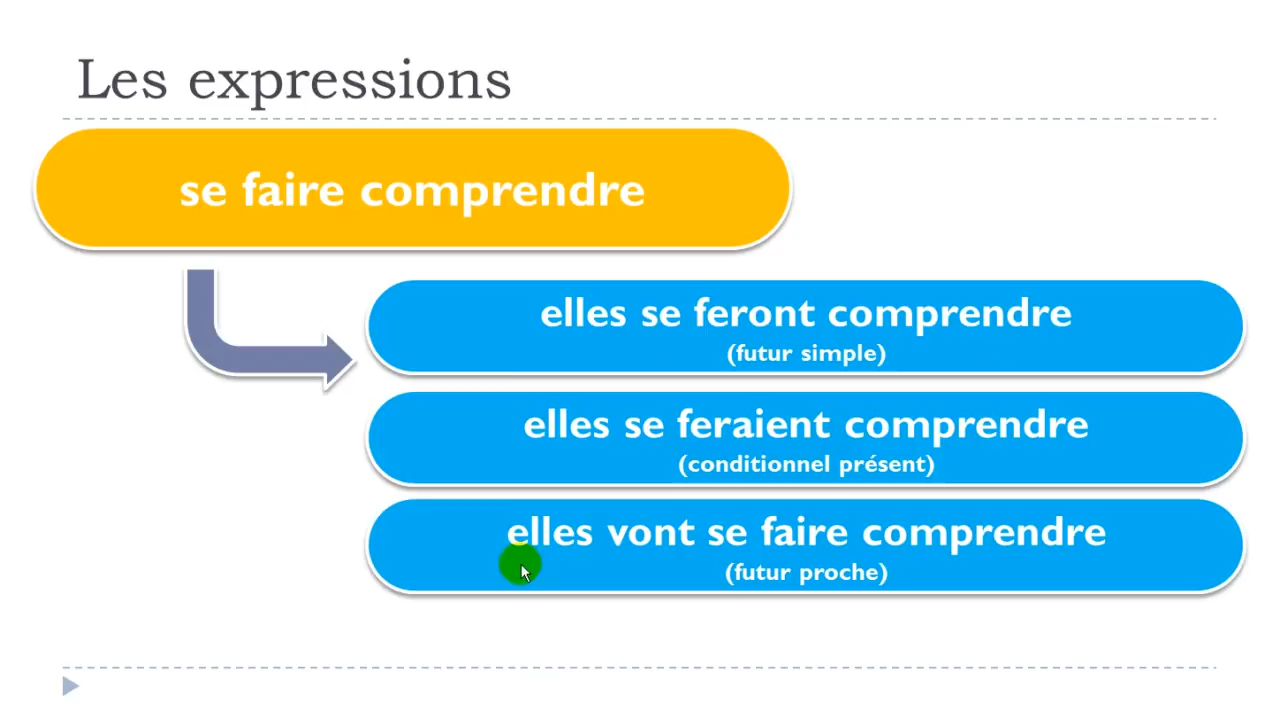 Les expressions
se faire comprendre
elles se feront comprendre
(futur simple)
elles se feraient comprendre
(conditionnel présent)
elles vont se faire comprendre
(futur proche)